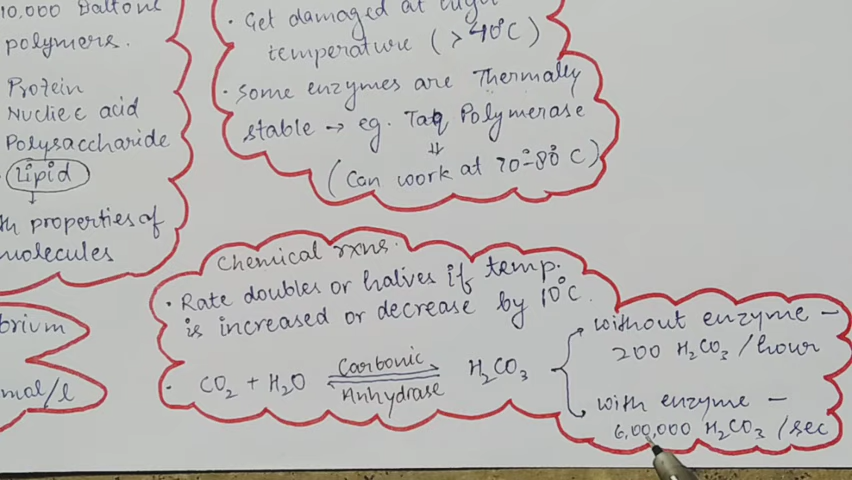 10,000 Daltons
polymers.
Protein
Nucliec acid
Polysaccharide
Lipid
th properties of
molecules
brium
mal/l
• Get damaged at high
temperature (>40°C)
• Some enzymes are Thermally
stable → eg. Taq Polymerase
⇓
(Can work at 70°-80°C)
Chemical rxns.
• Rate doubles or halves if temp.
is increased or decrease by 10°C.
• CO₂ + H₂O Carbonic Anhydrase H₂CO₃
without enzyme –
200 H₂CO₃/hour
with enzyme –
6,00,000 H₂CO₃/sec